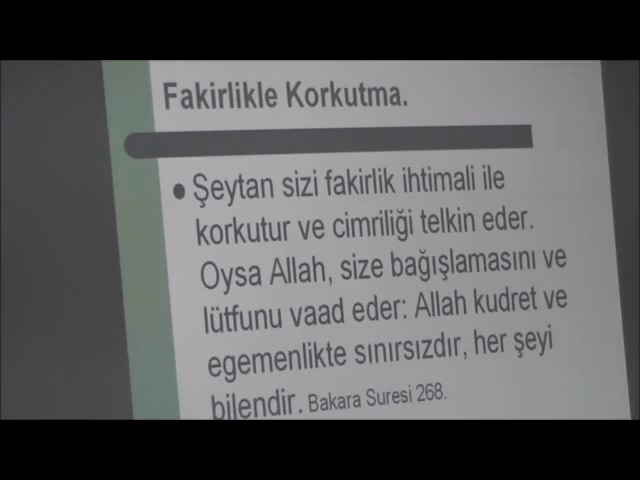 Fakirlikle Korkutma.
● Şeytan sizi fakirlik ihtimali ile
korkutur ve cimriliği telkin eder.
Oysa Allah, size bağışlamasını ve
lütfunu vaad eder: Allah kudret ve
egemenlikte sınırsızdır, her şeyi
bilendir. Bakara Suresi 268.